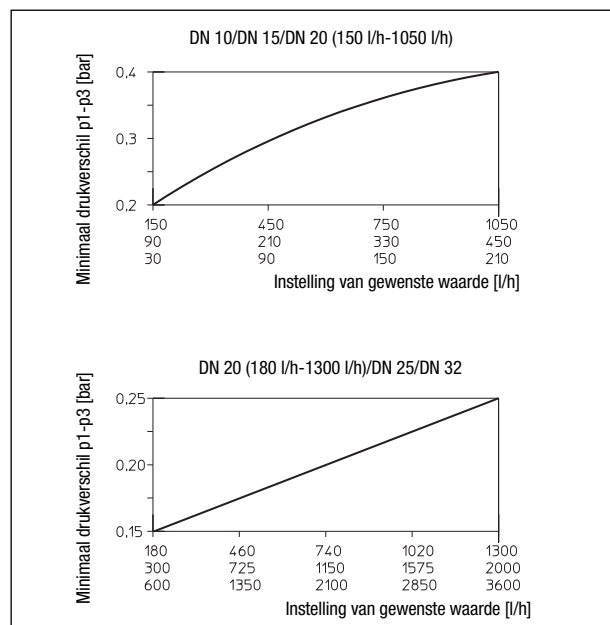 DN 10/DN 15/DN 20 (150 l/h-1050 l/h)
Minimaal drukverschil p1-p3 [bar]
0,4
0,3
0,2
150 450 750 1050
90 210 330 450
30 90 150 210
Instelling van gewenste waarde [l/h]
DN 20 (180 l/h-1300 l/h)/DN 25/DN 32
Minimaal drukverschil p1-p3 [bar]
0,25
0,20
0,15
180 460 740 1020 1300
300 725 1150 1575 2000
600 1350 2100 2850 3600
Instelling van gewenste waarde [l/h]